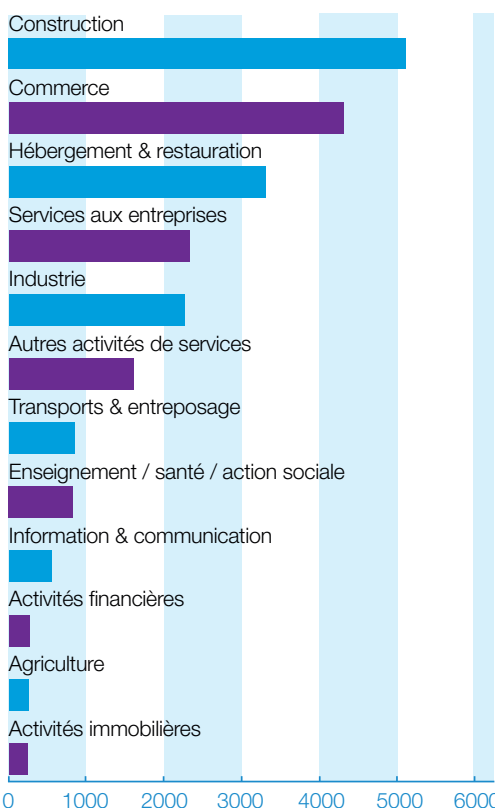 Construction
Commerce
Hébergement & restauration
Services aux entreprises
Industrie
Autres activités de services
Transports & entreposage
Enseignement / santé / action sociale
Information & communication
Activités financières
Agriculture
Activités immobilières
0 1000 2000 3000 4000 5000 6000